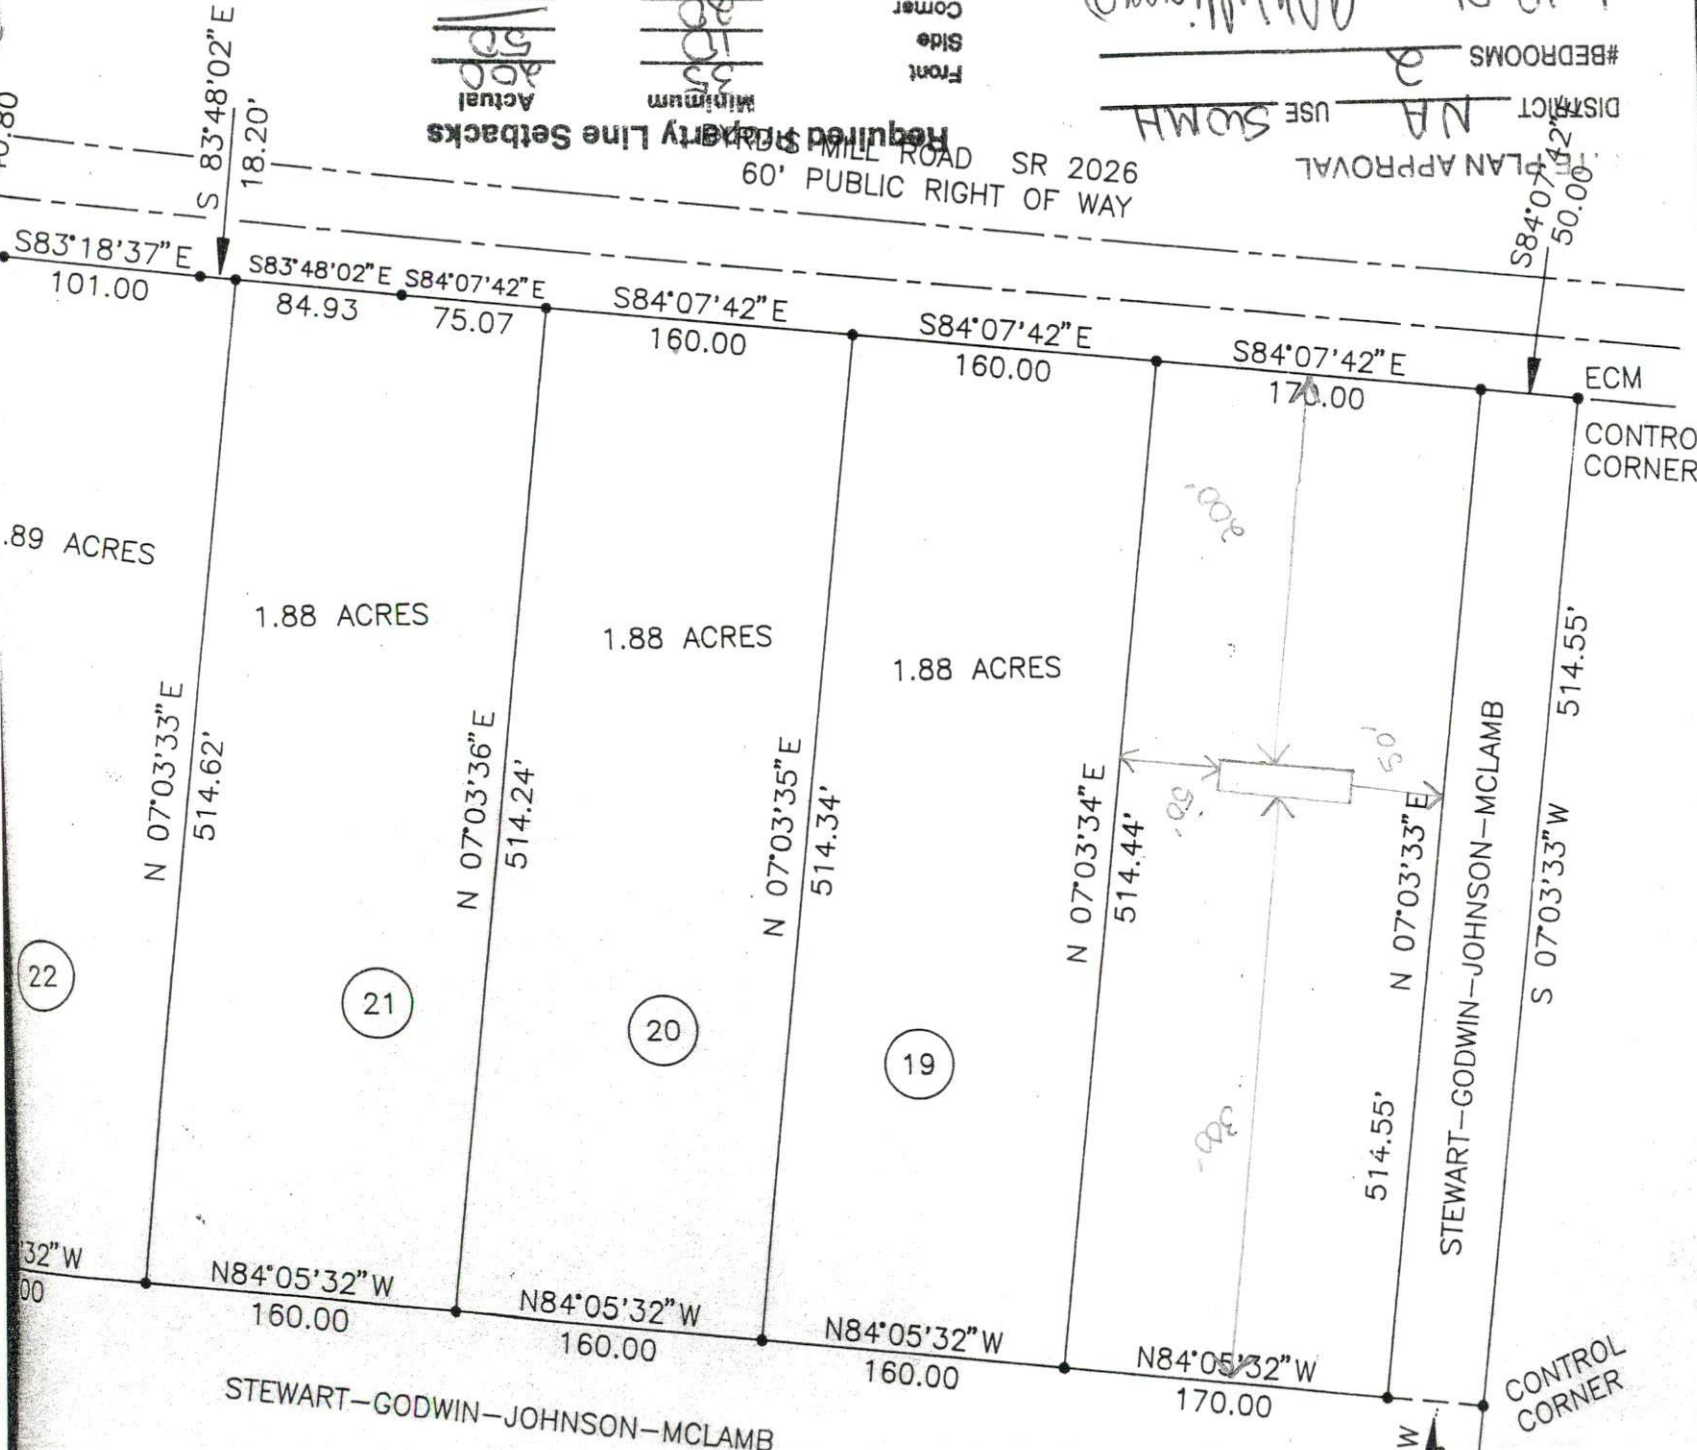 Corner 20
Side 10 50
Front 35 200
Minimum Actual
Required Property Line Setbacks
#BEDROOMS 2
DISTRICT NA USE SWMH
PLAN APPROVAL
MILL ROAD SR 2026
60' PUBLIC RIGHT OF WAY
S 83°48'02"E
18.20'
S84°07'42"E
50.00
S83°18'37"E
101.00
S83°48'02"E
84.93
S84°07'42"E
75.07
S84°07'42"E
160.00
S84°07'42"E
160.00
S84°07'42"E
170.00
ECM
CONTRO
CORNER
200'
.89 ACRES
1.88 ACRES
1.88 ACRES
1.88 ACRES
N 07°03'33"E
514.62'
N 07°03'36"E
514.24'
N 07°03'35"E
514.34'
N 07°03'34"E
514.44'
50'
50'
N 07°03'33"E
514.55'
STEWART-GODWIN-JOHNSON-MCLAMB
514.55'
S 07°03'33"W
22
21
20
19
300'
'32"W
00
N84°05'32"W
160.00
N84°05'32"W
160.00
N84°05'32"W
160.00
N84°05'32"W
170.00
CONTROL
CORNER
STEWART-GODWIN-JOHNSON-MCLAMB
W